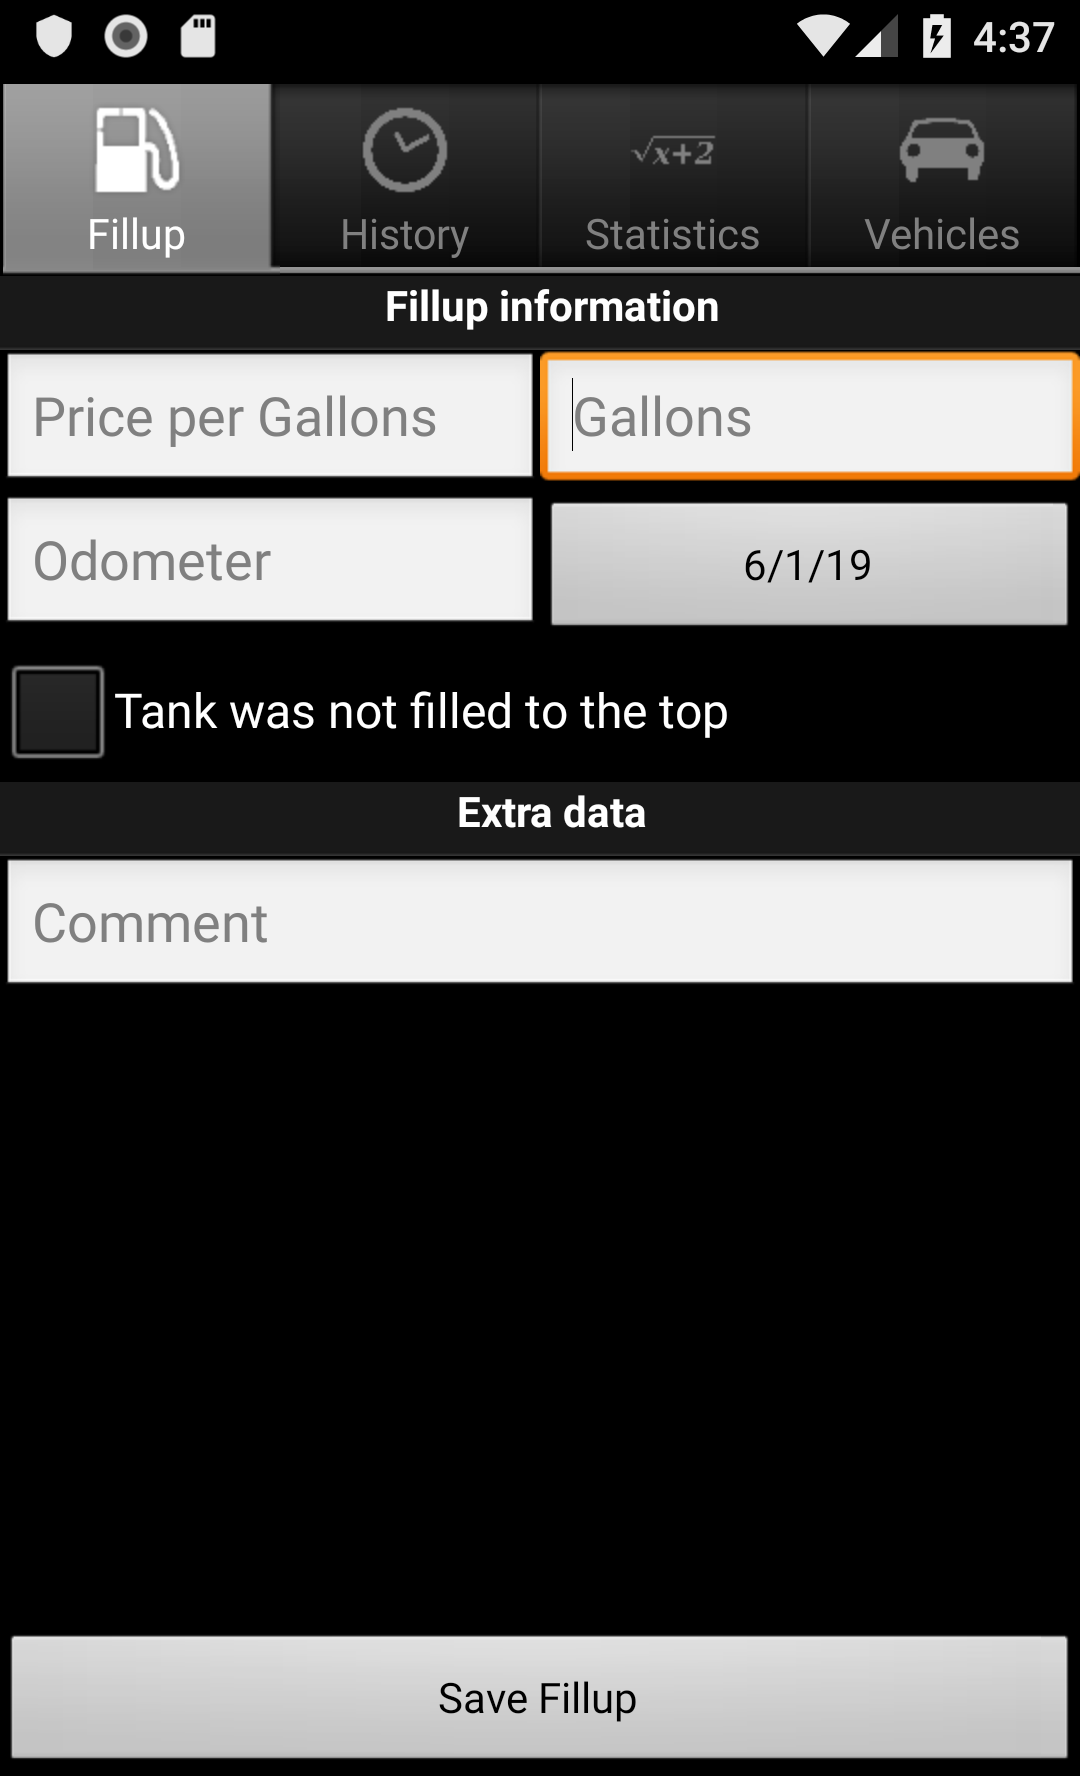 4:37
√x+2
Fillup
History
Statistics
Vehicles
Fillup information
Price per Gallons
Gallons
Odometer
6/1/19
Tank was not filled to the top
Extra data
Comment
Save Fillup